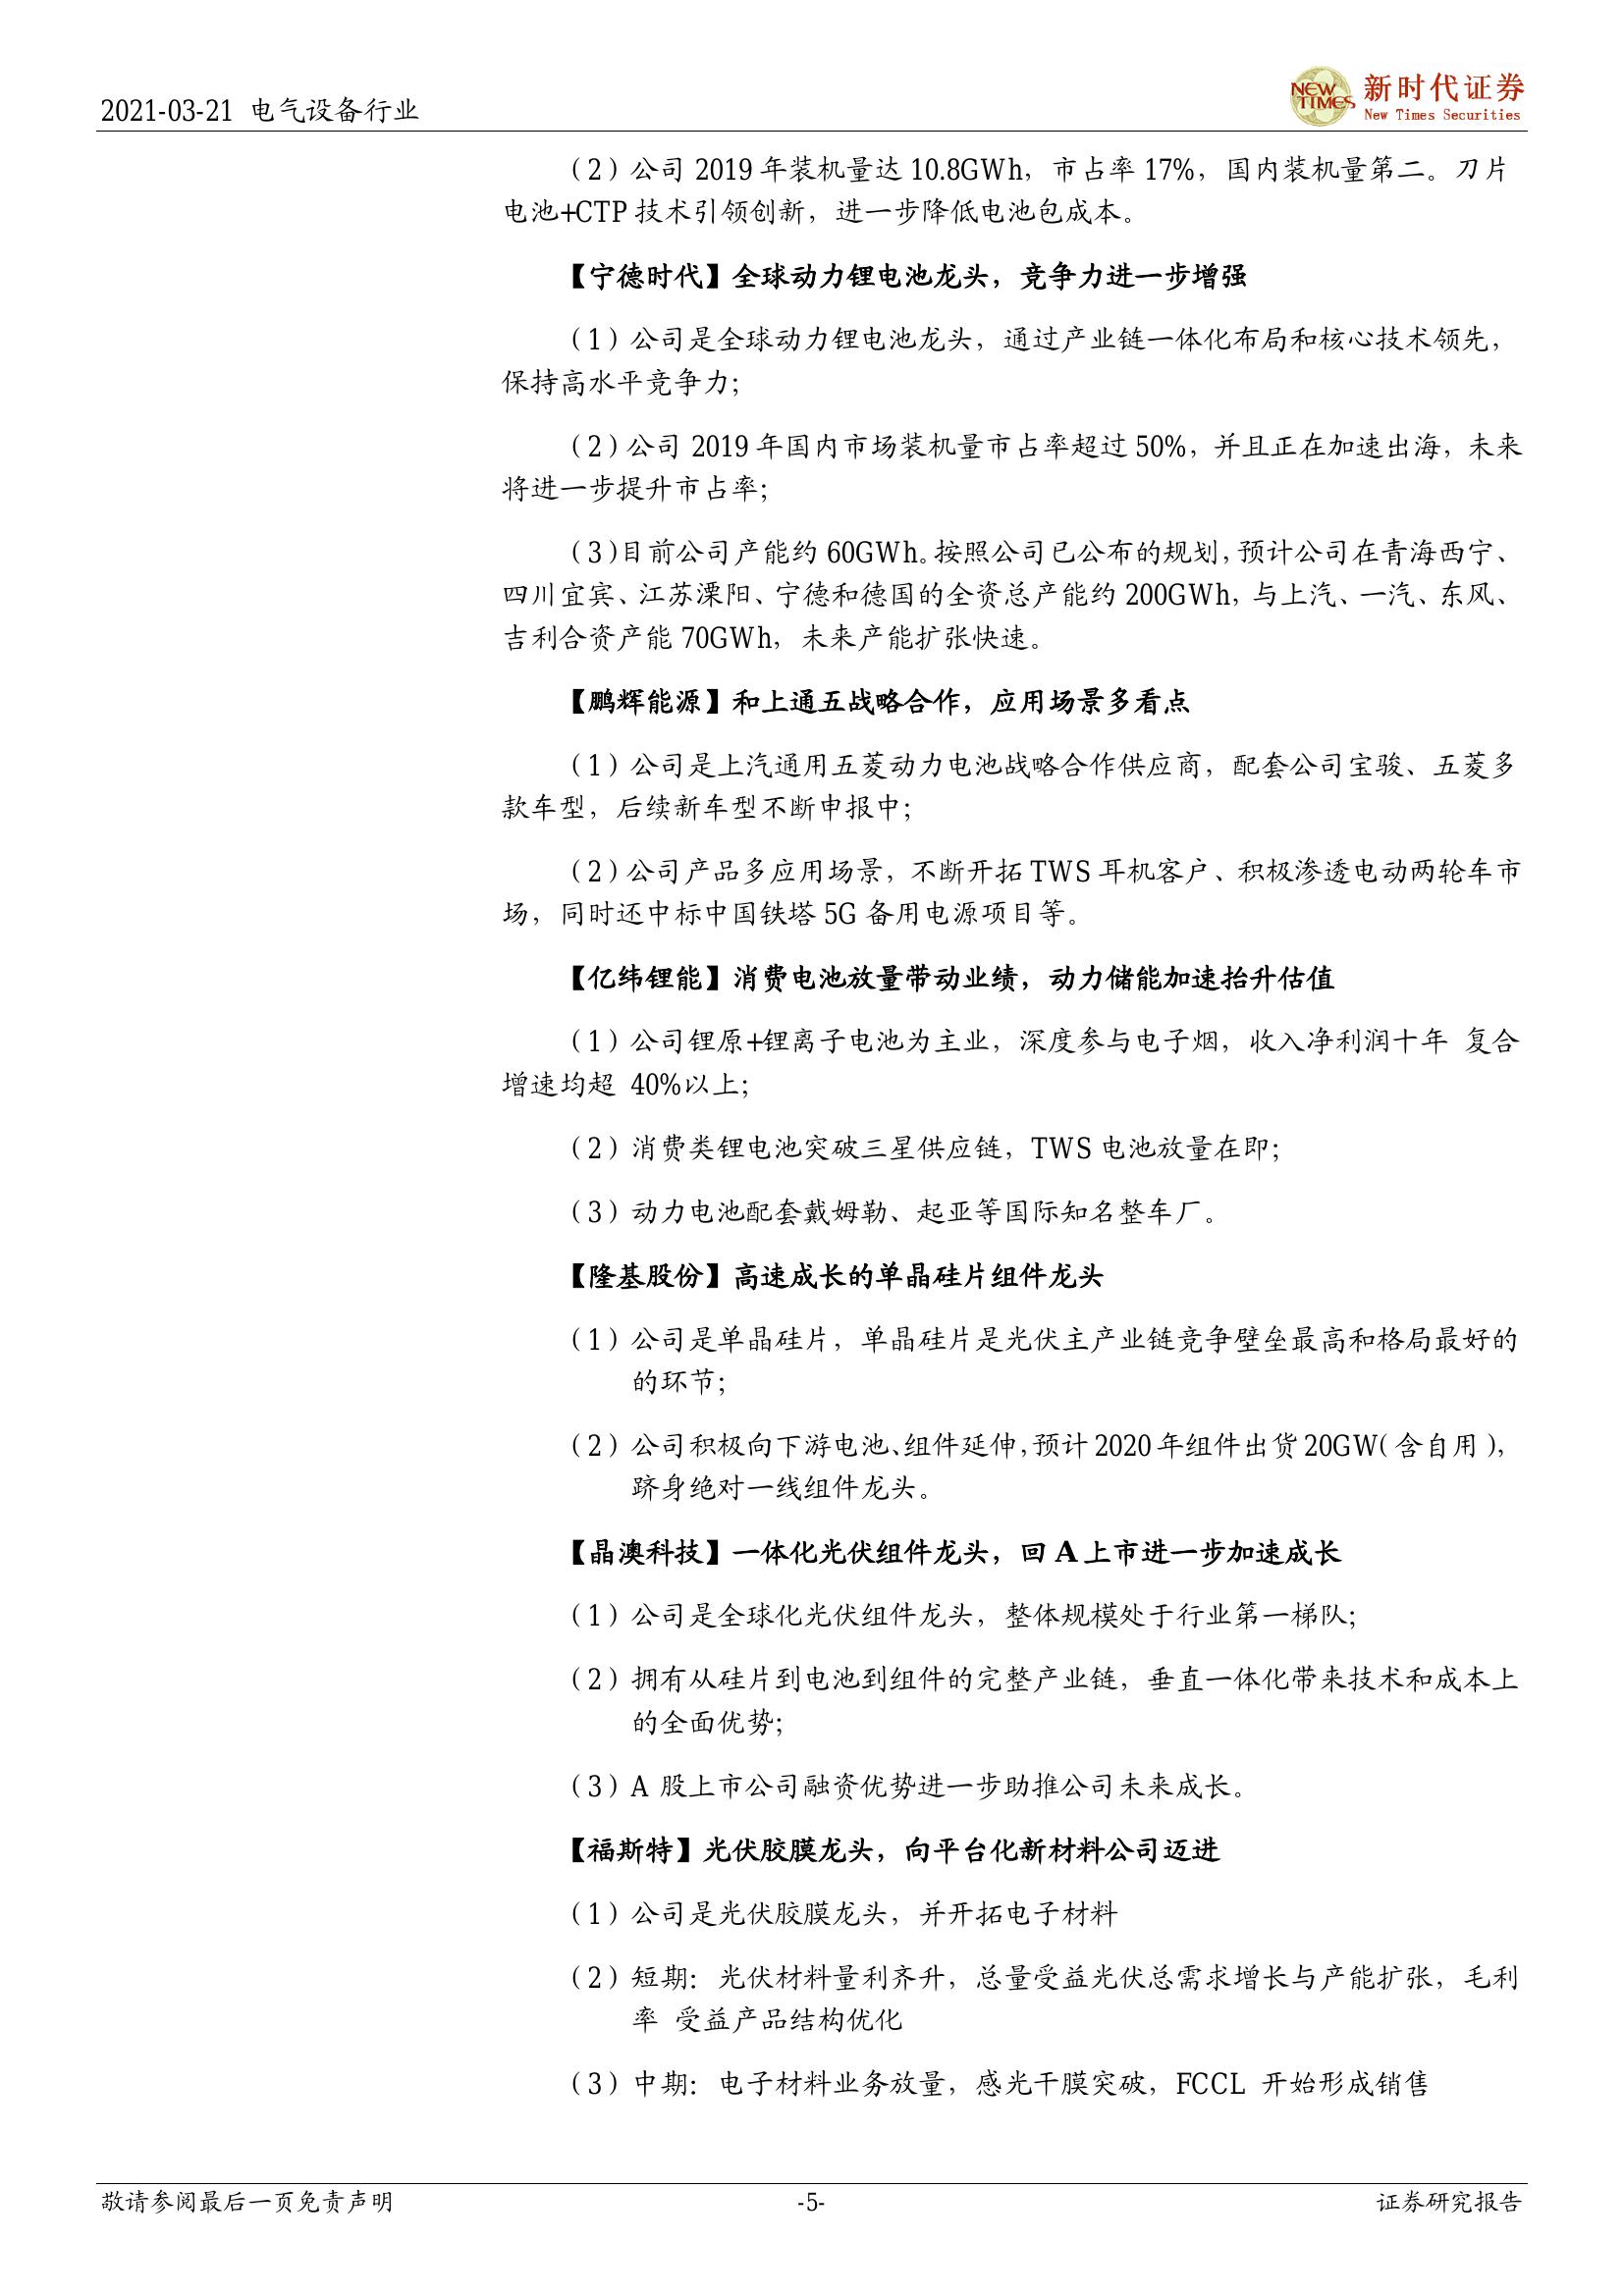 2021-03-21 电气设备行业
NEW TIMES
新时代证券
New Times Securities
（2）公司 2019 年装机量达 10.8GWh，市占率 17%，国内装机量第二。刀片
电池+CTP 技术引领创新，进一步降低电池包成本。
【宁德时代】全球动力锂电池龙头，竞争力进一步增强
（1）公司是全球动力锂电池龙头，通过产业链一体化布局和核心技术领先，
保持高水平竞争力；
（2）公司 2019 年国内市场装机量市占率超过 50%，并且正在加速出海，未来
将进一步提升市占率；
（3）目前公司产能约 60GWh。按照公司已公布的规划，预计公司在青海西宁、
四川宜宾、江苏溧阳、宁德和德国的全资总产能约 200GWh，与上汽、一汽、东风、
吉利合资产能 70GWh，未来产能扩张快速。
【鹏辉能源】和上通五战略合作，应用场景多看点
（1）公司是上汽通用五菱动力电池战略合作供应商，配套公司宝骏、五菱多
款车型，后续新车型不断申报中；
（2）公司产品多应用场景，不断开拓 TWS 耳机客户、积极渗透电动两轮车市
场，同时还中标中国铁塔 5G 备用电源项目等。
【亿纬锂能】消费电池放量带动业绩，动力储能加速抬升估值
（1）公司锂原+锂离子电池为主业，深度参与电子烟，收入净利润十年 复合
增速均超 40%以上；
（2）消费类锂电池突破三星供应链，TWS 电池放量在即；
（3）动力电池配套戴姆勒、起亚等国际知名整车厂。
【隆基股份】高速成长的单晶硅片组件龙头
（1）公司是单晶硅片，单晶硅片是光伏主产业链竞争壁垒最高和格局最好的
的环节；
（2）公司积极向下游电池、组件延伸，预计 2020 年组件出货 20GW（含自用），
跻身绝对一线组件龙头。
【晶澳科技】一体化光伏组件龙头，回 A 上市进一步加速成长
（1）公司是全球化光伏组件龙头，整体规模处于行业第一梯队；
（2）拥有从硅片到电池到组件的完整产业链，垂直一体化带来技术和成本上
的全面优势；
（3）A 股上市公司融资优势进一步助推公司未来成长。
【福斯特】光伏胶膜龙头，向平台化新材料公司迈进
（1）公司是光伏胶膜龙头，并开拓电子材料
（2）短期：光伏材料量利齐升，总量受益光伏总需求增长与产能扩张，毛利
率 受益产品结构优化
（3）中期：电子材料业务放量，感光干膜突破，FCCL 开始形成销售
敬请参阅最后一页免责声明
-5-
证券研究报告